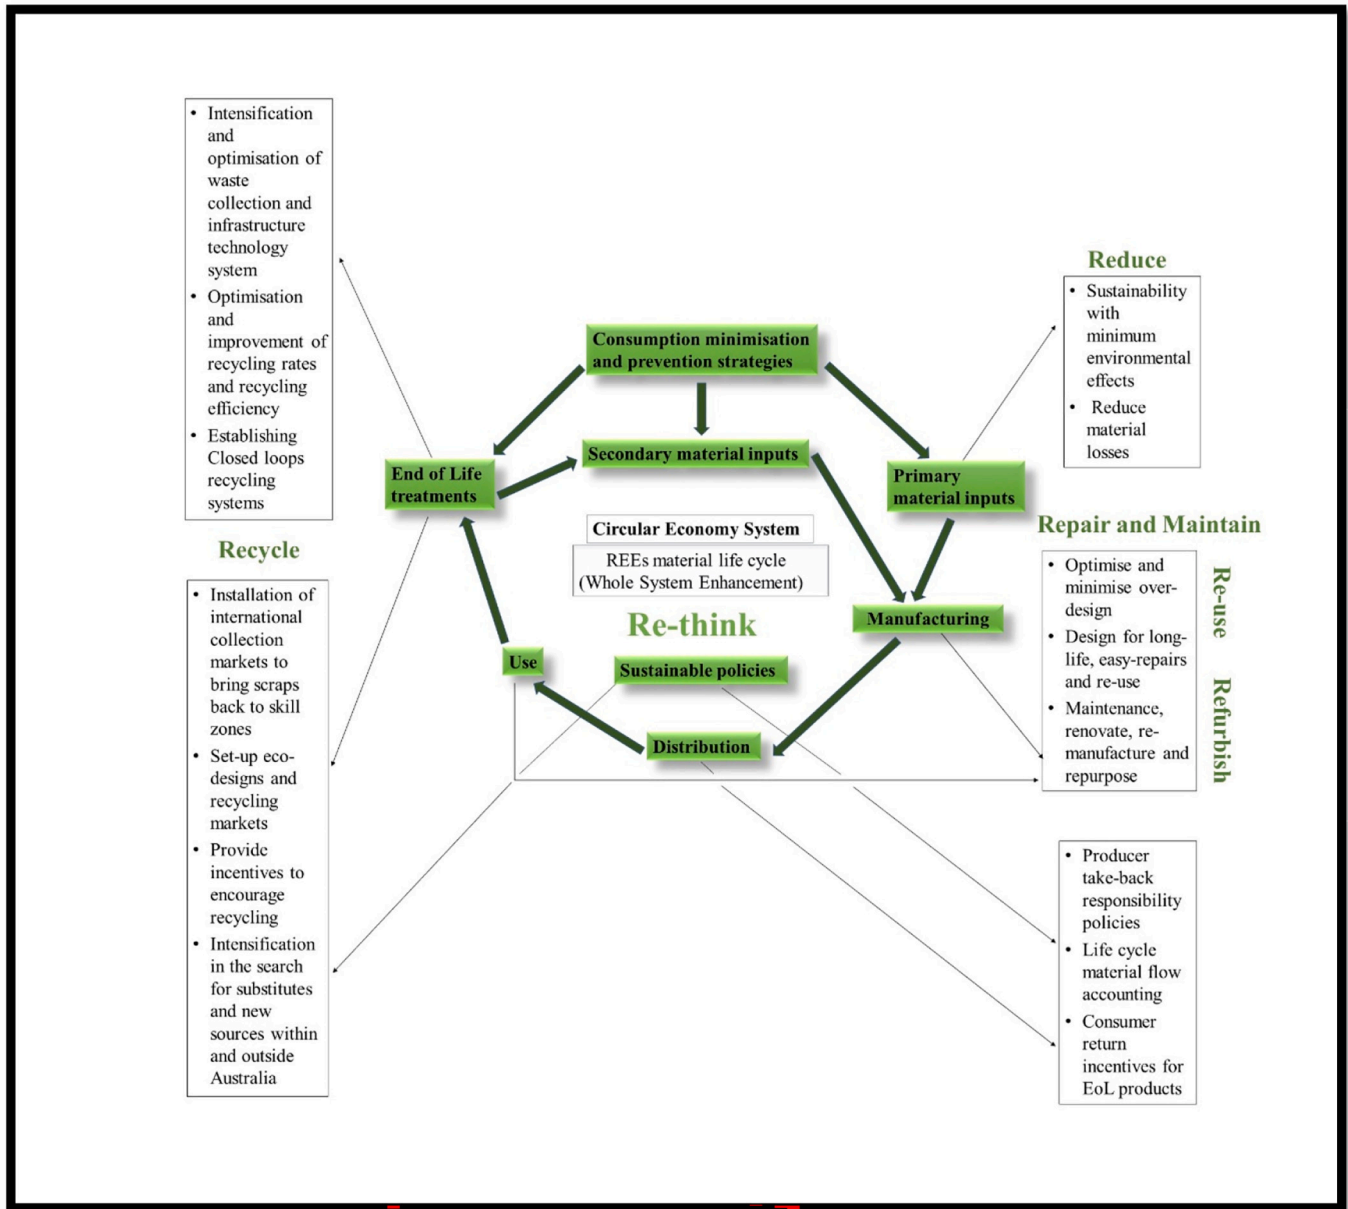 • Intensification
and
optimisation of
waste
collection and
infrastructure
technology
system
• Optimisation
and
improvement of
recycling rates
and recycling
efficiency
• Establishing
Closed loops
recycling
systems
Recycle
• Installation of
international
collection
markets to
bring scraps
back to skill
zones
• Set-up eco-
designs and
recycling
markets
• Provide
incentives to
encourage
recycling
• Intensification
in the search
for substitutes
and new
sources within
and outside
Australia
Consumption minimisation
and prevention strategies
Secondary material inputs
End of Life
treatments
Primary
material inputs
Circular Economy System
REEs material life cycle
(Whole System Enhancement)
Re-think
Manufacturing
Use
Sustainable policies
Distribution
Reduce
• Sustainability
with
minimum
environmental
effects
• Reduce
material
losses
Repair and Maintain
• Optimise and
minimise over-
design
• Design for long-
life, easy-repairs
and re-use
• Maintenance,
renovate, re-
manufacture and
repurpose
Re-use
Refurbish
• Producer
take-back
responsibility
policies
• Life cycle
material flow
accounting
• Consumer
return
incentives for
EoL products